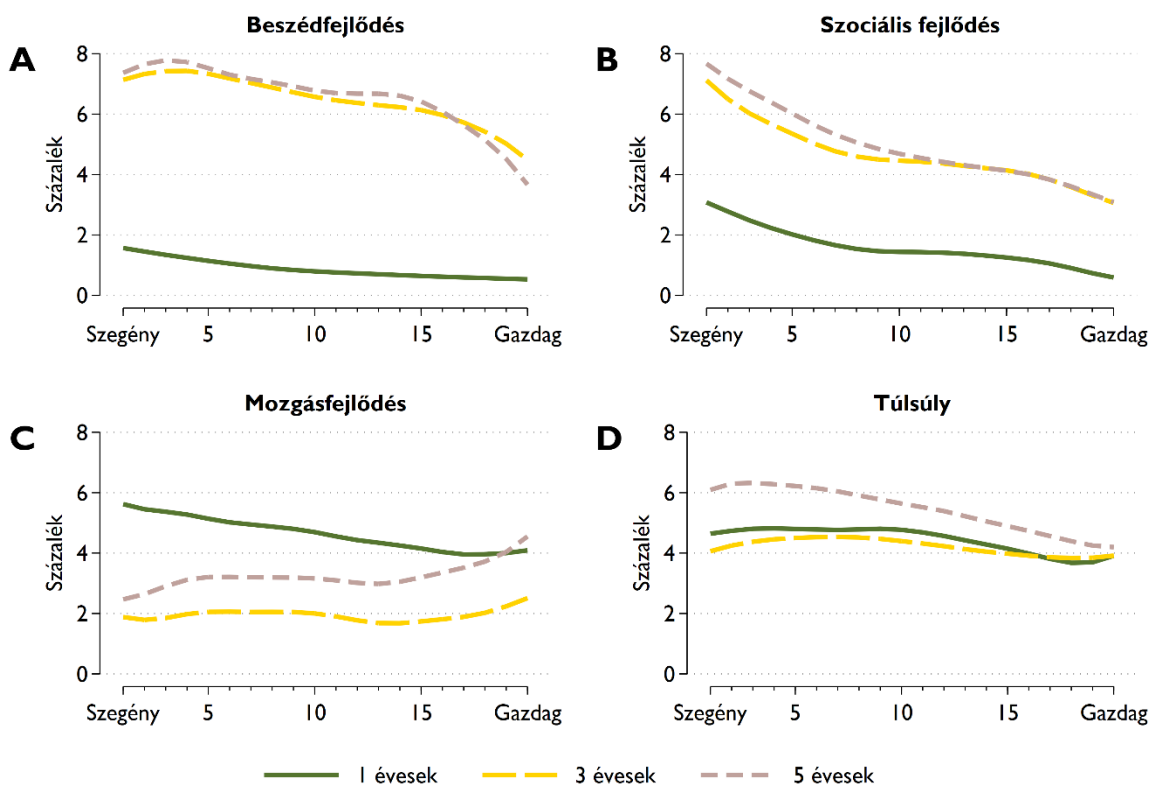 Beszédfejlődés
A
Százalék
8
6
4
2
0
Szegény 5 10 15 Gazdag
Szociális fejlődés
B
Százalék
8
6
4
2
0
Szegény 5 10 15 Gazdag
Mozgásfejlődés
C
Százalék
8
6
4
2
0
Szegény 5 10 15 Gazdag
Túlsúly
D
Százalék
8
6
4
2
0
Szegény 5 10 15 Gazdag
1 évesek 3 évesek 5 évesek